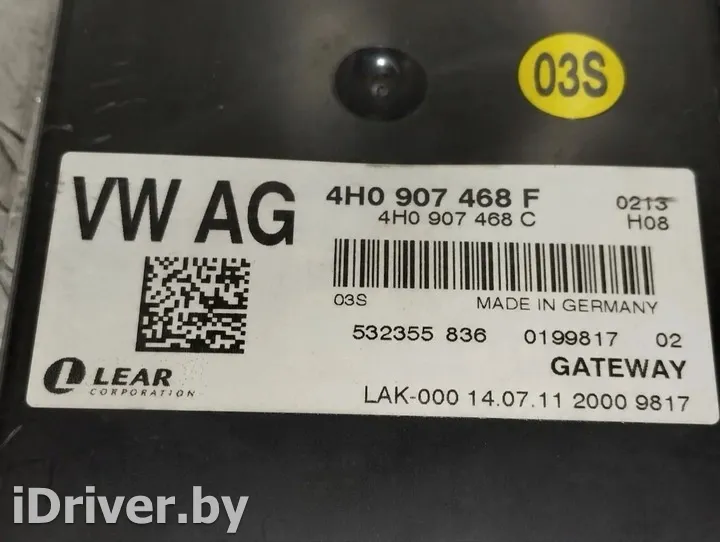 03S
VW AG
4H0 907 468 F
0213
4H0 907 468 C
H08
03S
MADE IN GERMANY
532355 836
0199817 02
GATEWAY
LEAR
CORPORATION
LAK-000 14.07.11 2000 9817
iDriver.by